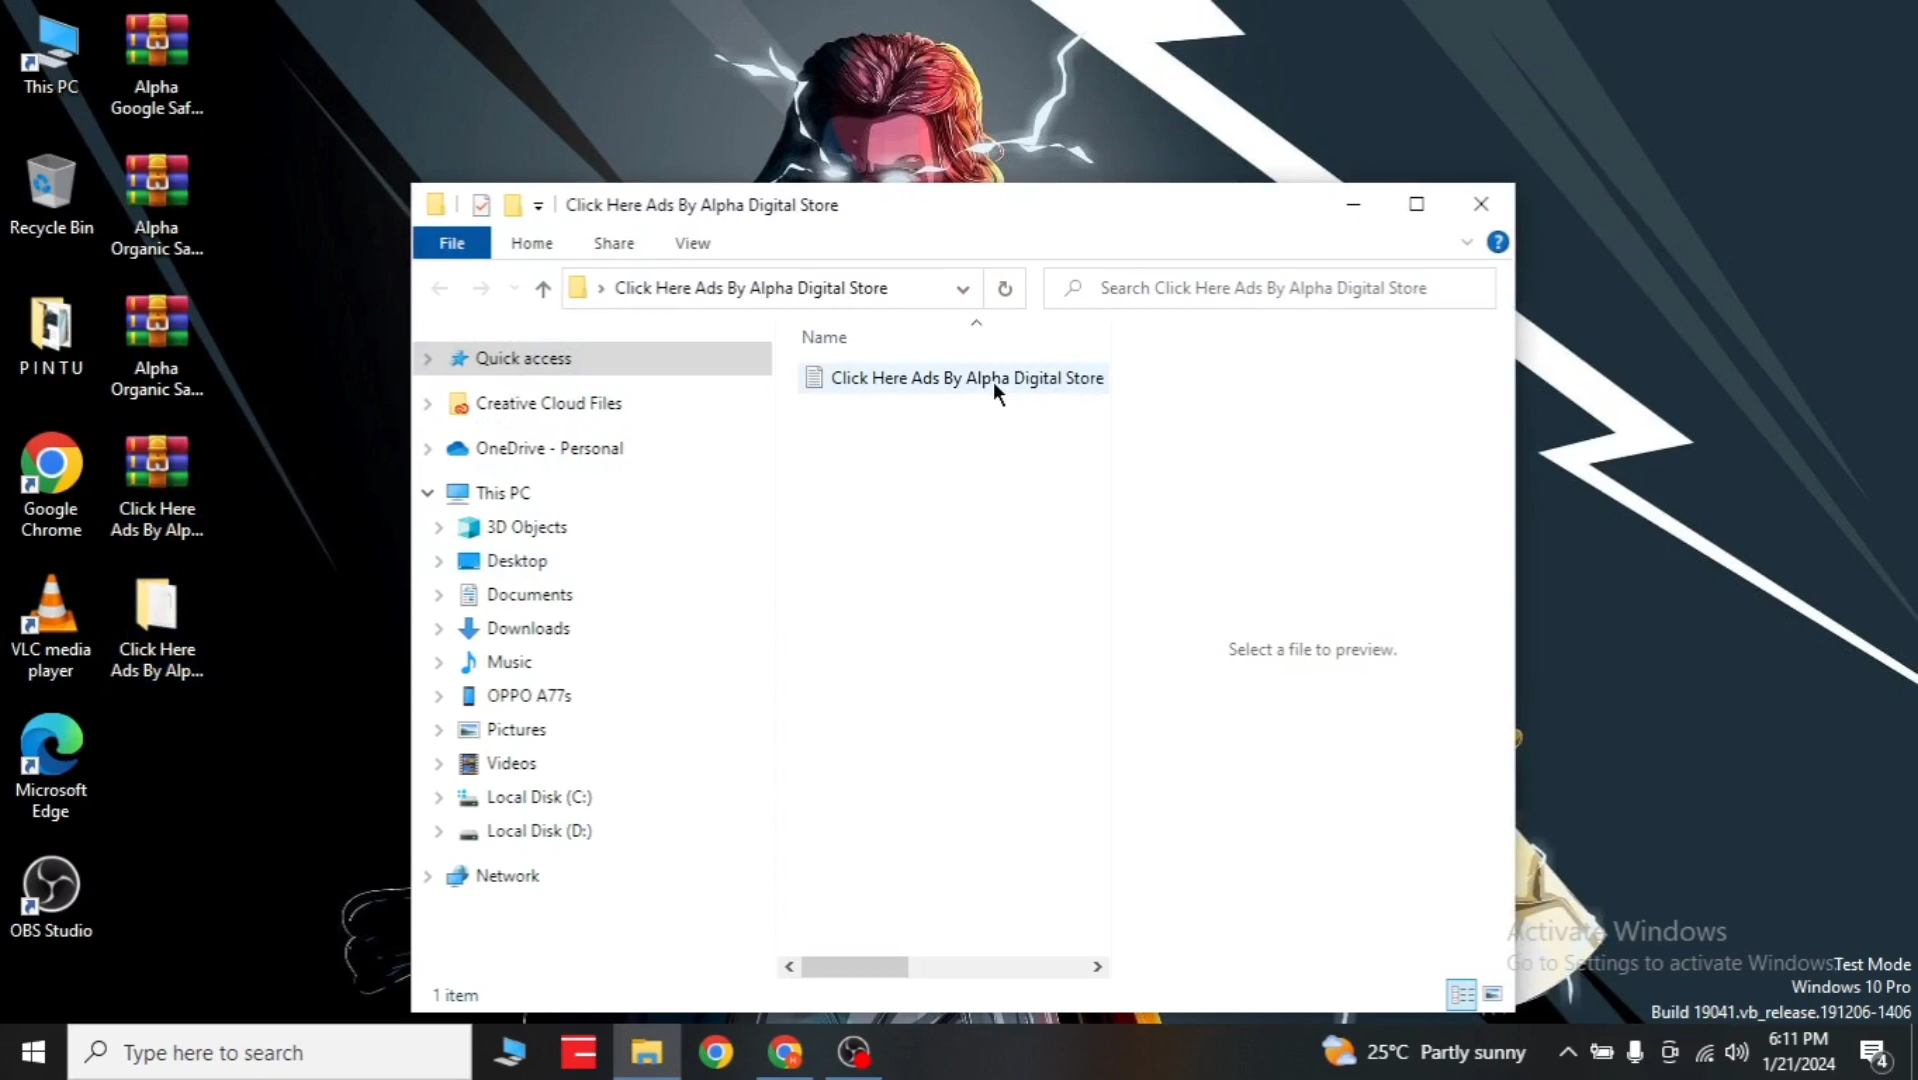 This PC
Alpha
Google Saf...
Recycle Bin
Alpha
Organic Sa...
P I N T U
Alpha
Organic Sa...
Google
Chrome
Click Here
Ads By Alp...
VLC media
player
Click Here
Ads By Alp...
Microsoft
Edge
OBS Studio
Click Here Ads By Alpha Digital Store
File Home Share View
Click Here Ads By Alpha Digital Store
Search Click Here Ads By Alpha Digital Store
Quick access
Creative Cloud Files
OneDrive - Personal
This PC
3D Objects
Desktop
Documents
Downloads
Music
OPPO A77s
Pictures
Videos
Local Disk (C:)
Local Disk (D:)
Network
Name
Click Here Ads By Alpha Digital Store
Select a file to preview.
1 item
Activate Windows
Go to Settings to activate Windows.
Test Mode
Windows 10 Pro
Build 19041.vb_release.191206-1406
Type here to search
25°C Partly sunny
6:11 PM
1/21/2024
4